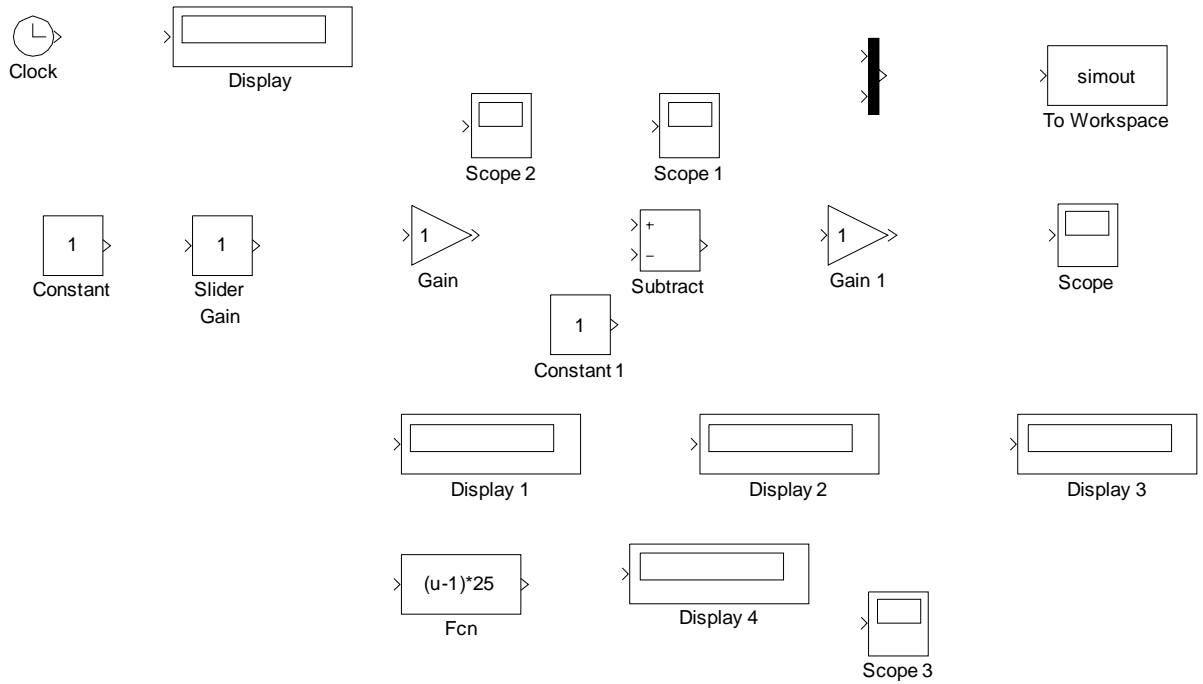 Clock
Display
simout
To Workspace
Scope 2
Scope 1
1
Constant
1
Slider
Gain
1
Gain
+
−
Subtract
1
Gain 1
Scope
1
Constant 1
Display 1
Display 2
Display 3
(u-1)*25
Fcn
Display 4
Scope 3